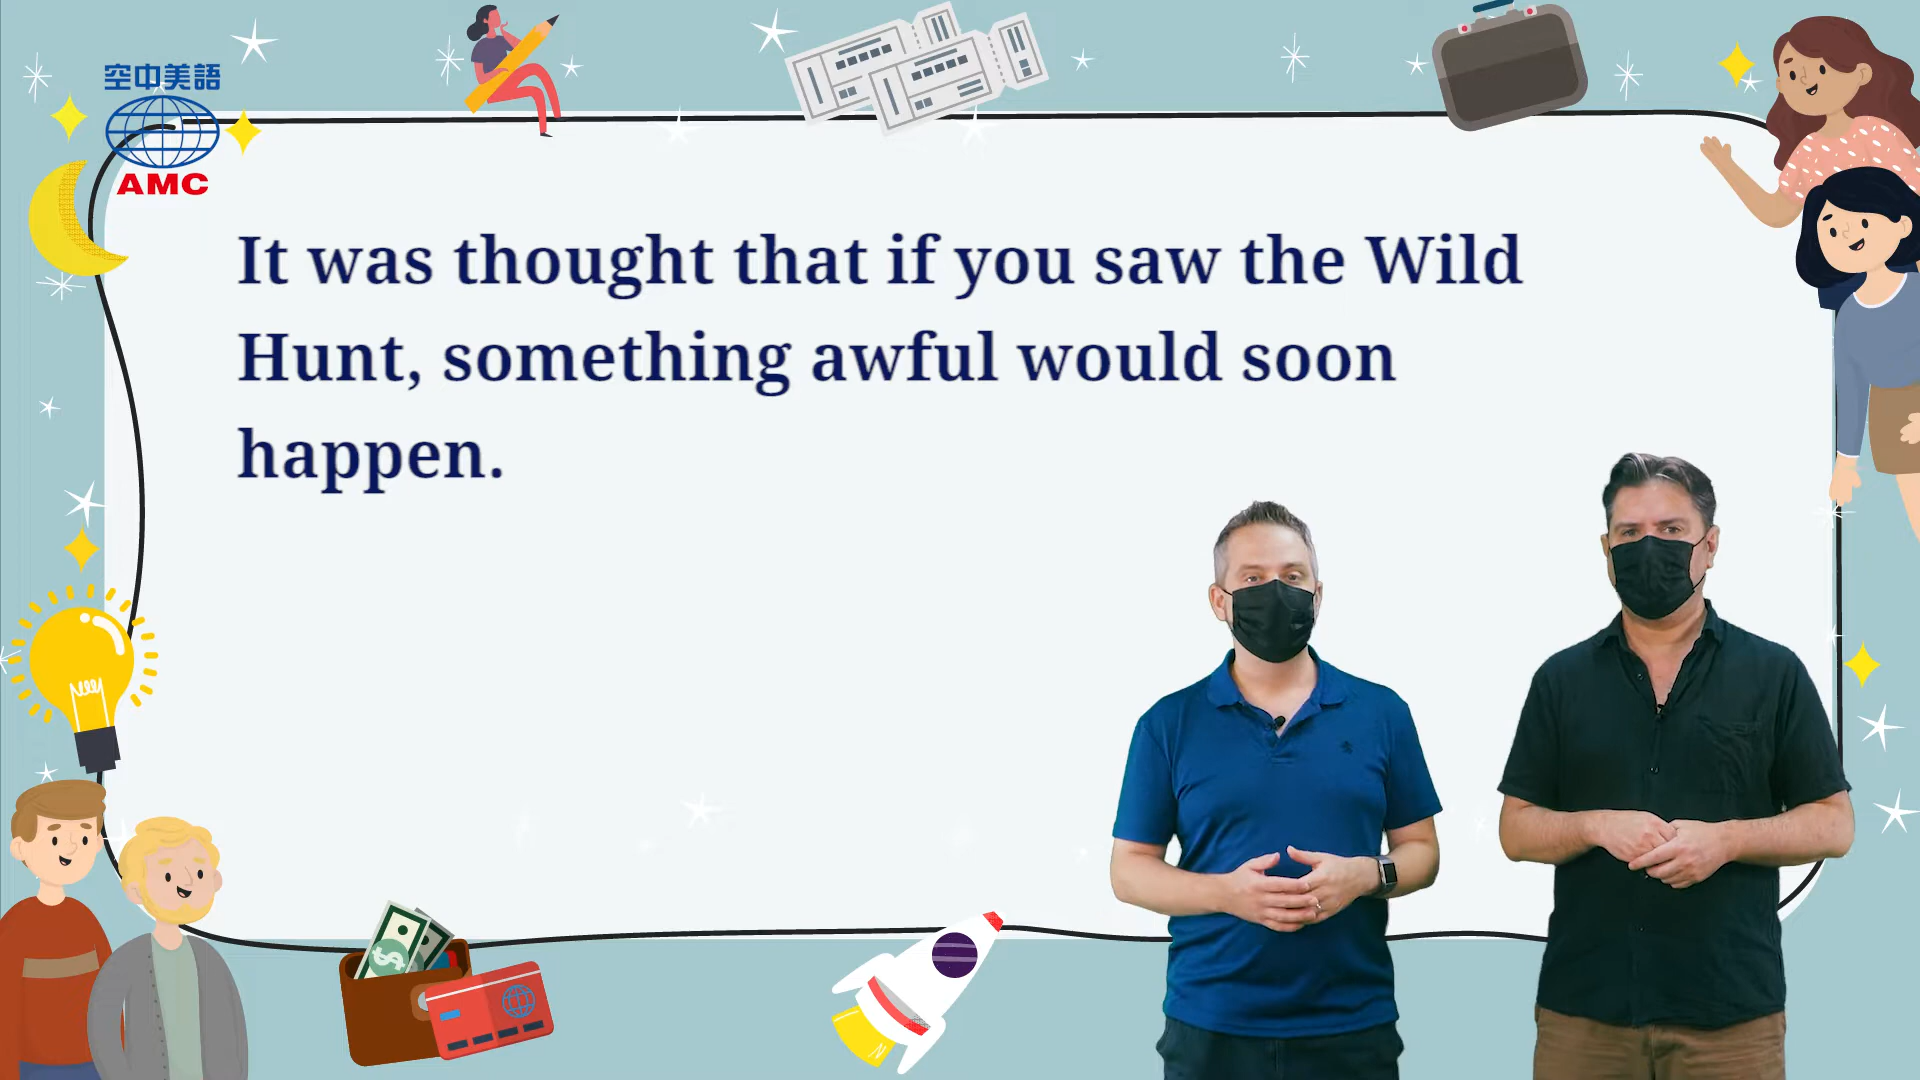 空中美語
AMC
It was thought that if you saw the Wild
Hunt, something awful would soon
happen.